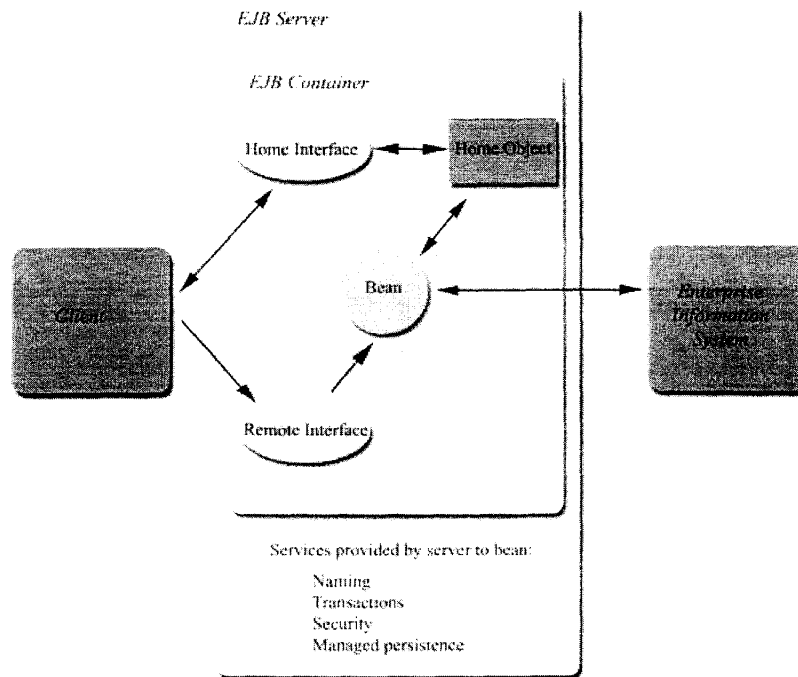 EJB Server
EJB Container
Home Interface
Home Object
Client
Bean
Enterprise
Information
System
Remote Interface
Services provided by server to bean:
Naming
Transactions
Security
Managed persistence